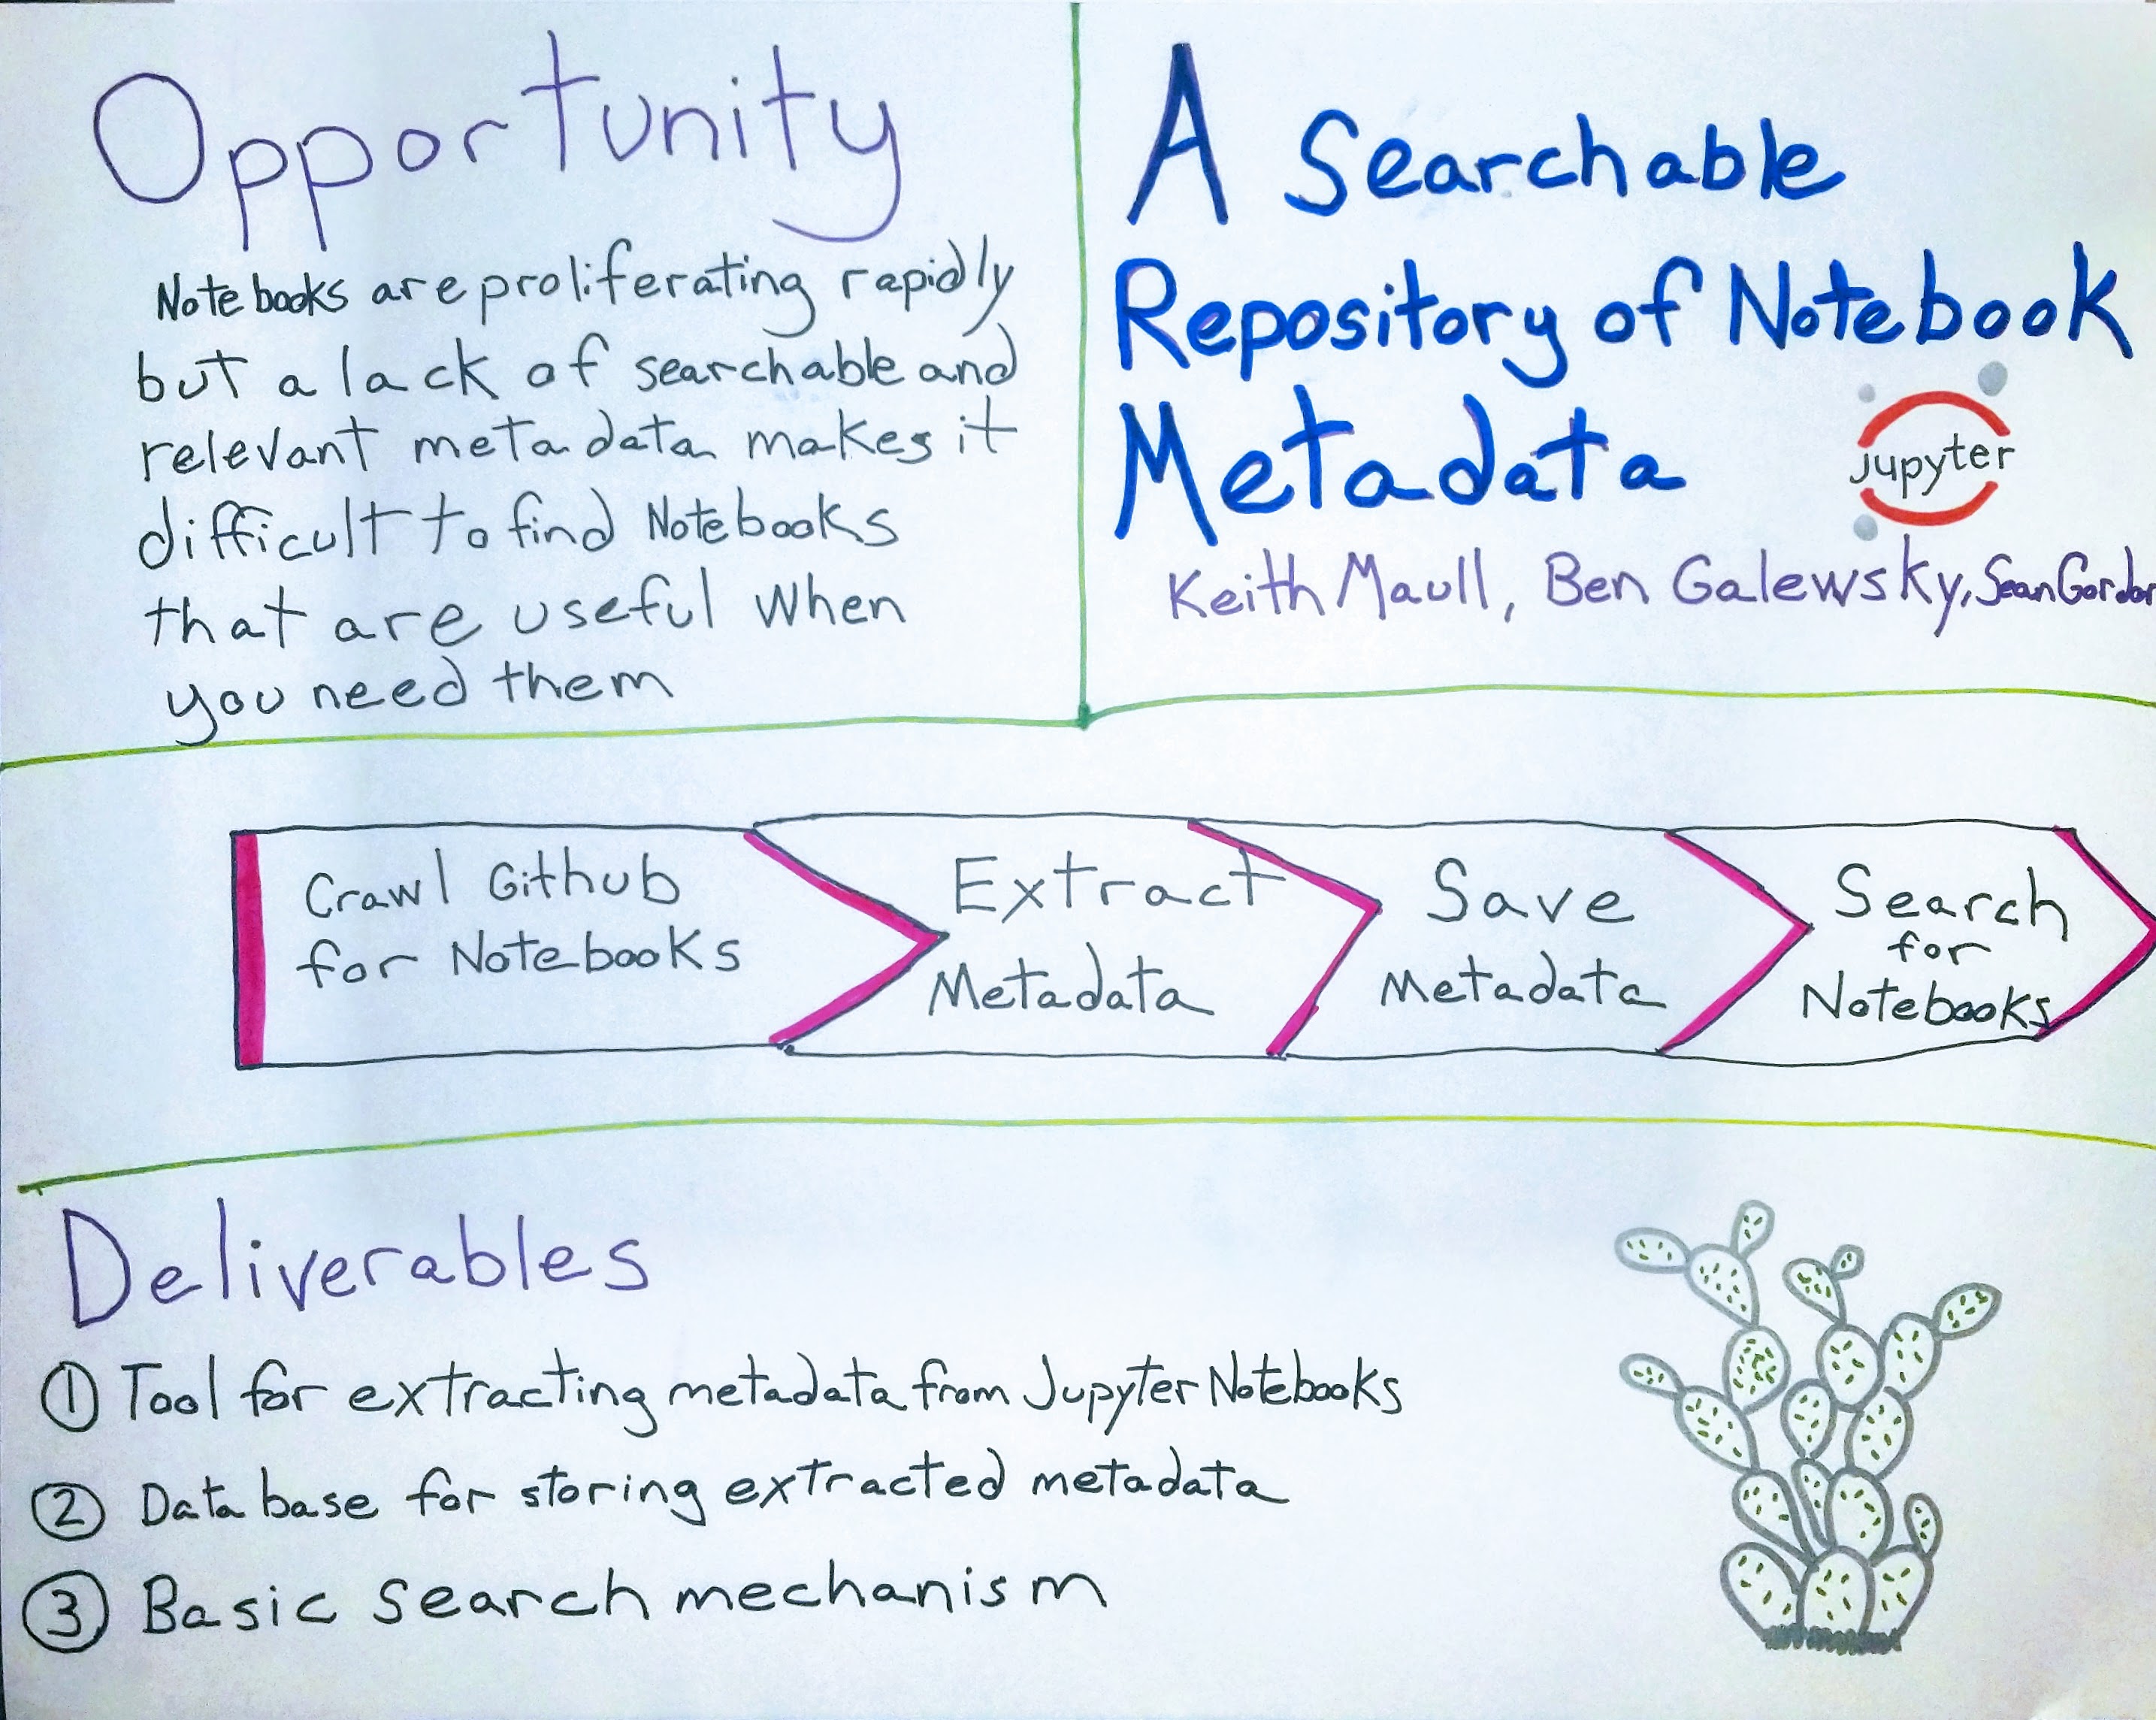 Opportunity
Notebooks are proliferating rapidly
but a lack of searchable and
relevant metadata makes it
difficult to find Notebooks
that are useful when
you need them
A Searchable
Repository of Notebook
Metadata
Jupyter
Keith Maull, Ben Galewsky, Sean Gordon
Crawl Github
for Notebooks
Extract
Metadata
Save
Metadata
Search
for
Notebooks
Deliverables
① Tool for extracting metadata from Jupyter Notebooks
② Database for storing extracted metadata
③ Basic search mechanism